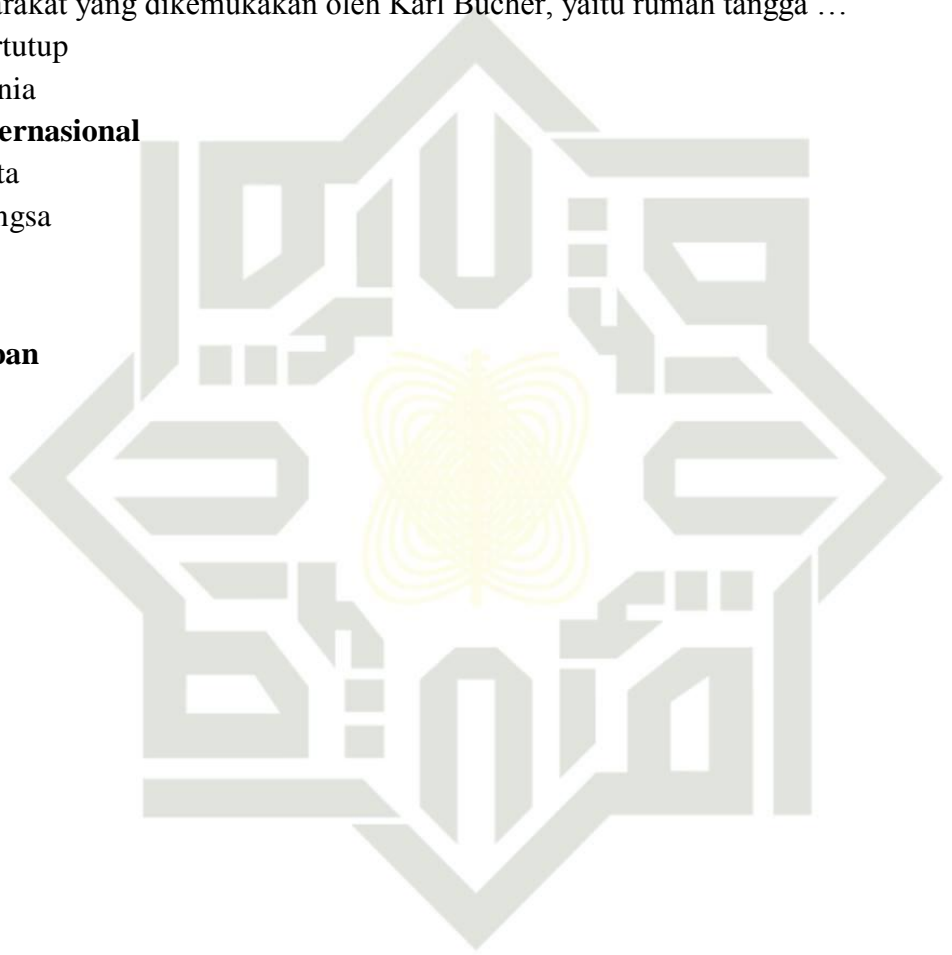 arakat yang dikemukakan oleh Karl Bucher, yaitu rumah tangga …
rtutup
nia
ernasional
ta
ngsa
ban